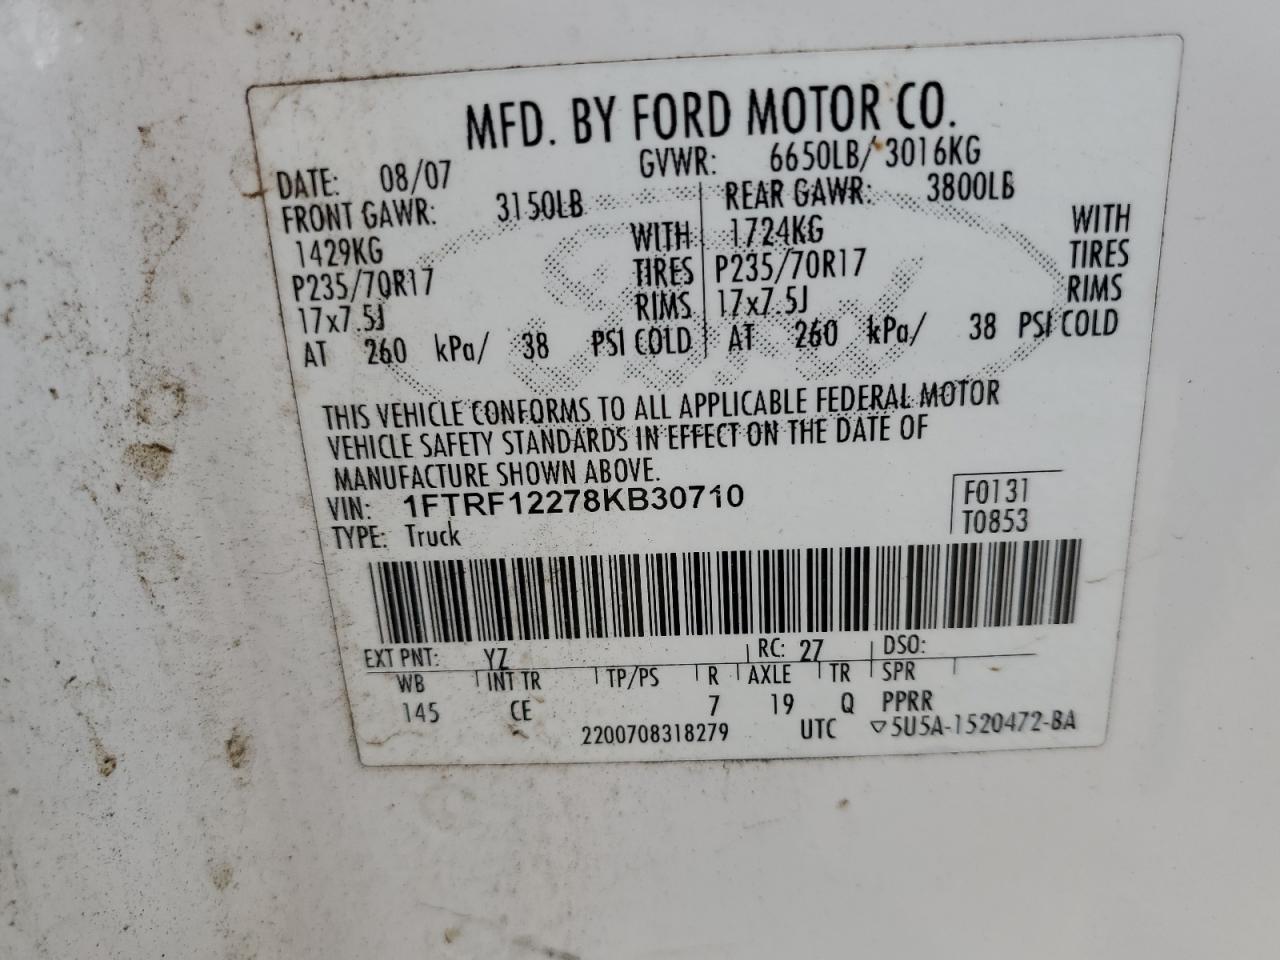 MFD. BY FORD MOTOR CO.
DATE: 08/07 GVWR: 6650LB/ 3016KG
FRONT GAWR: 3150LB REAR GAWR: 3800LB
1429KG WITH 1724KG WITH
P235/70R17 TIRES P235/70R17 TIRES
17x7.5J RIMS 17x7.5J RIMS
AT 260 kPa/ 38 PSI COLD AT 260 kPa/ 38 PSI COLD
THIS VEHICLE CONFORMS TO ALL APPLICABLE FEDERAL MOTOR
VEHICLE SAFETY STANDARDS IN EFFECT ON THE DATE OF
MANUFACTURE SHOWN ABOVE.
VIN: 1FTRF12278KB30710 F0131
TYPE: Truck T0853
EXT PNT: YZ RC: 27 DSO:
WB INT TR TP/PS R AXLE TR SPR
145 CE 7 19 Q PPRR
2200708318279 UTC ▽5U5A-1520472-BA